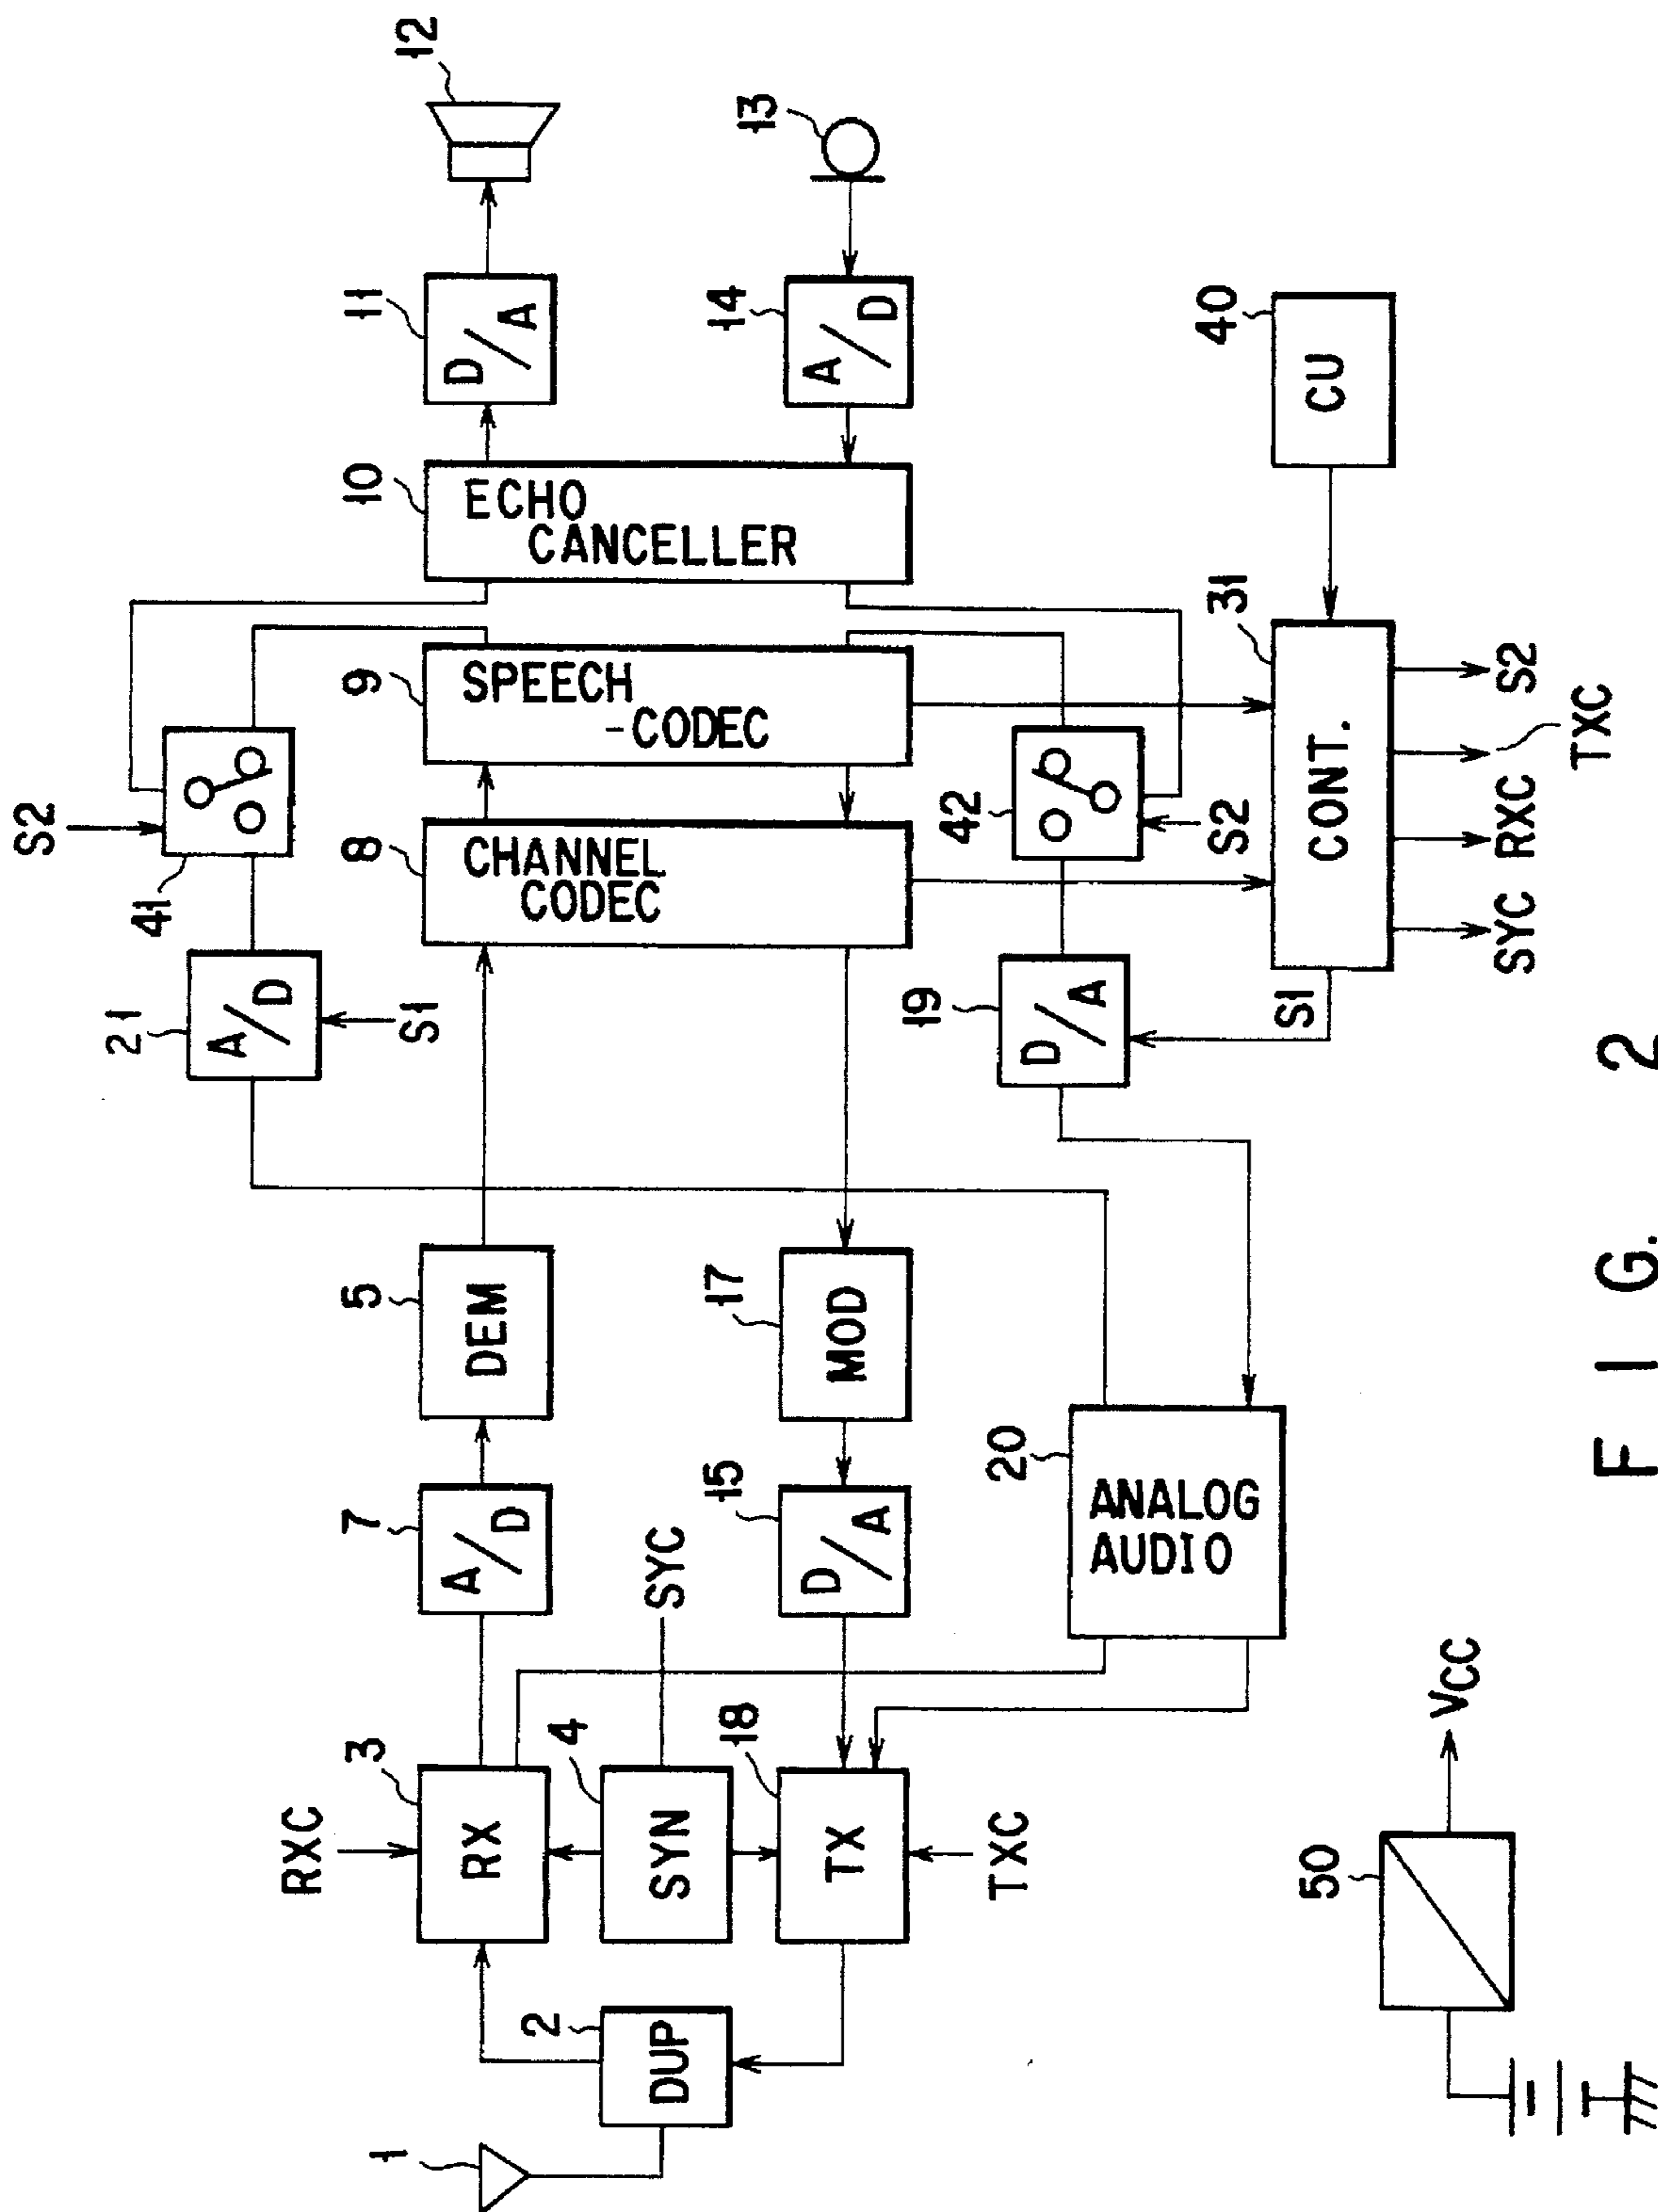 1
2
DUP
RXC
3
RX
4
SYN
SYC
18
TX
TXC
7
A/D
5
DEM
15
D/A
17
MOD
20
ANALOG
AUDIO
21
A/D
S1
S2
41
8
CHANNEL
CODEC
9
SPEECH
-CODEC
10
ECHO
CANCELLER
11
D/A
12
13
14
A/D
19
D/A
S1
42
S2
31
CONT.
40
CU
SYC
RXC
TXC
S2
50
VCC
FIG. 2